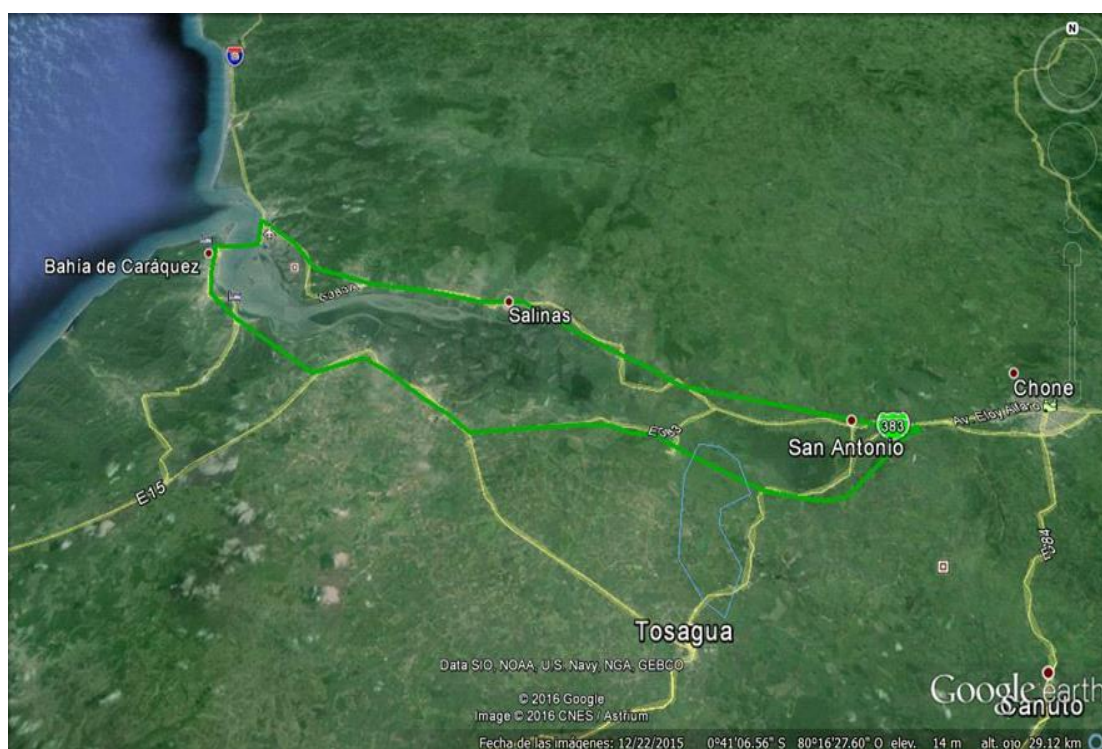 N
Bahía de Caráquez
E383A
Salinas
Chone
Av. Eloy Alfaro
383
San Antonio
E383
E15
Tosagua
Data SIO, NOAA, U.S. Navy, NGA, GEBCO
© 2016 Google
Image © 2016 CNES / Astrium
Google earth
Canuto
Fecha de las imágenes: 12/22/2015 0°41'06.56" S 80°16'27.60" O elev. 14 m alt. ojo 29.12 km